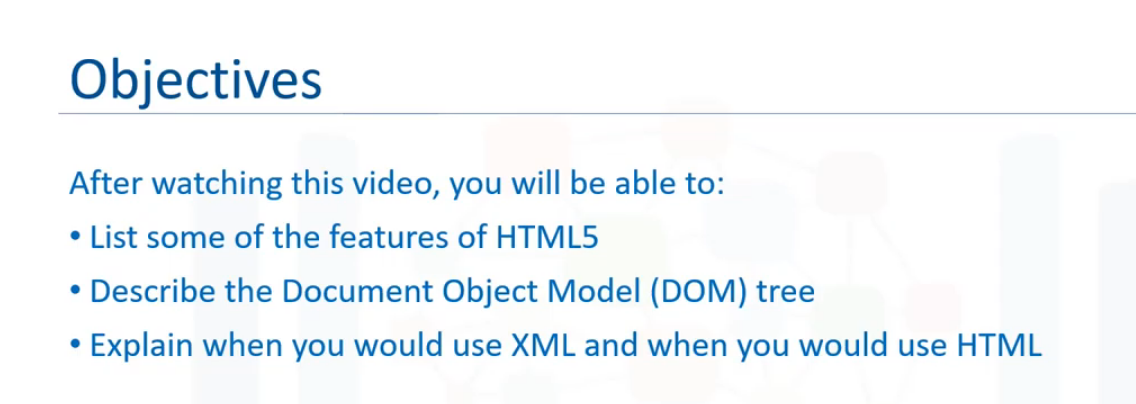 Objectives
After watching this video, you will be able to:
• List some of the features of HTML5
• Describe the Document Object Model (DOM) tree
• Explain when you would use XML and when you would use HTML